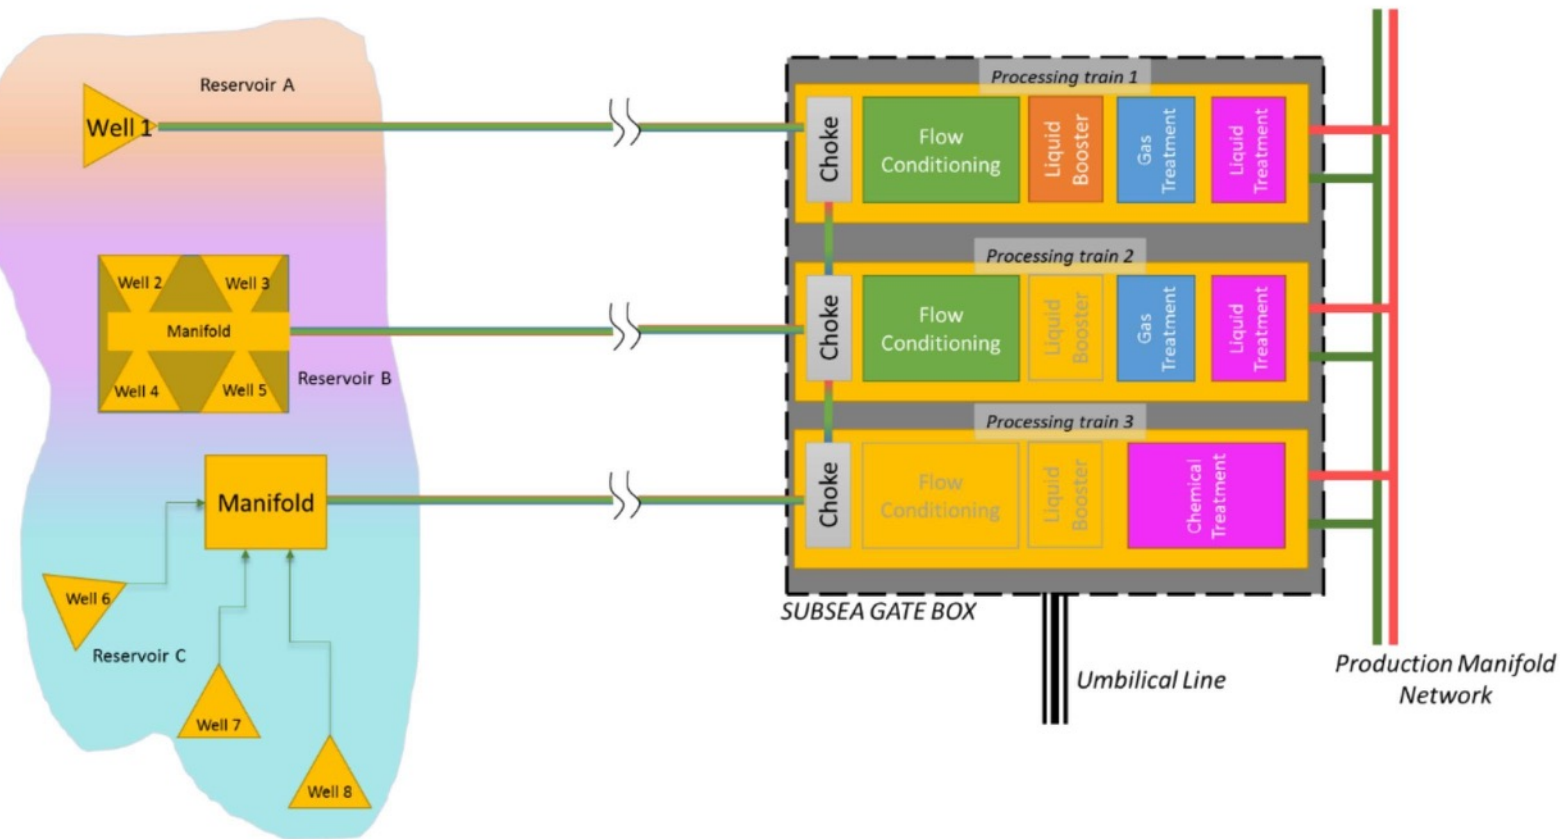 Reservoir A
Well 1
Well 2
Well 3
Manifold
Well 4
Well 5
Reservoir B
Manifold
Well 6
Reservoir C
Well 7
Well 8
Processing train 1
Choke
Flow
Conditioning
Liquid
Booster
Gas
Treatment
Liquid
Treatment
Processing train 2
Choke
Flow
Conditioning
Liquid
Booster
Gas
Treatment
Liquid
Treatment
Processing train 3
Choke
Flow
Conditioning
Liquid
Booster
Chemical
Treatment
SUBSEA GATE BOX
Umbilical Line
Production Manifold
Network